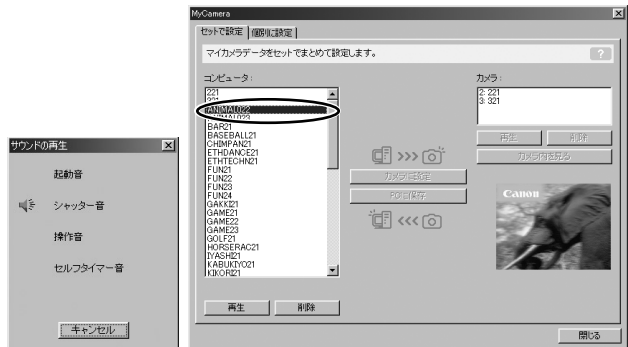 サウンドの再生
起動音
シャッター音
操作音
セルフタイマー音
キャンセル
MyCamera
セットで設定
個別に設定
マイカメラデータをセットでまとめて設定します。
?
コンピュータ:
221
321
ANIMAL022
ANIMAL023
BAR21
BASEBALL21
CHIMPAN21
ETHDANCE21
ETHTECHN21
FUN21
FUN22
FUN23
FUN24
GAKKI21
GAME21
GAME22
GAME23
GOLF21
HORSERAC21
IYASHI21
KABUKIYO21
KIKORI21
再生
削除
>>>
カメラに設定
PCに保存
<<<
カメラ:
2: 221
3: 321
再生
削除
カメラ内を見る
Canon
閉じる